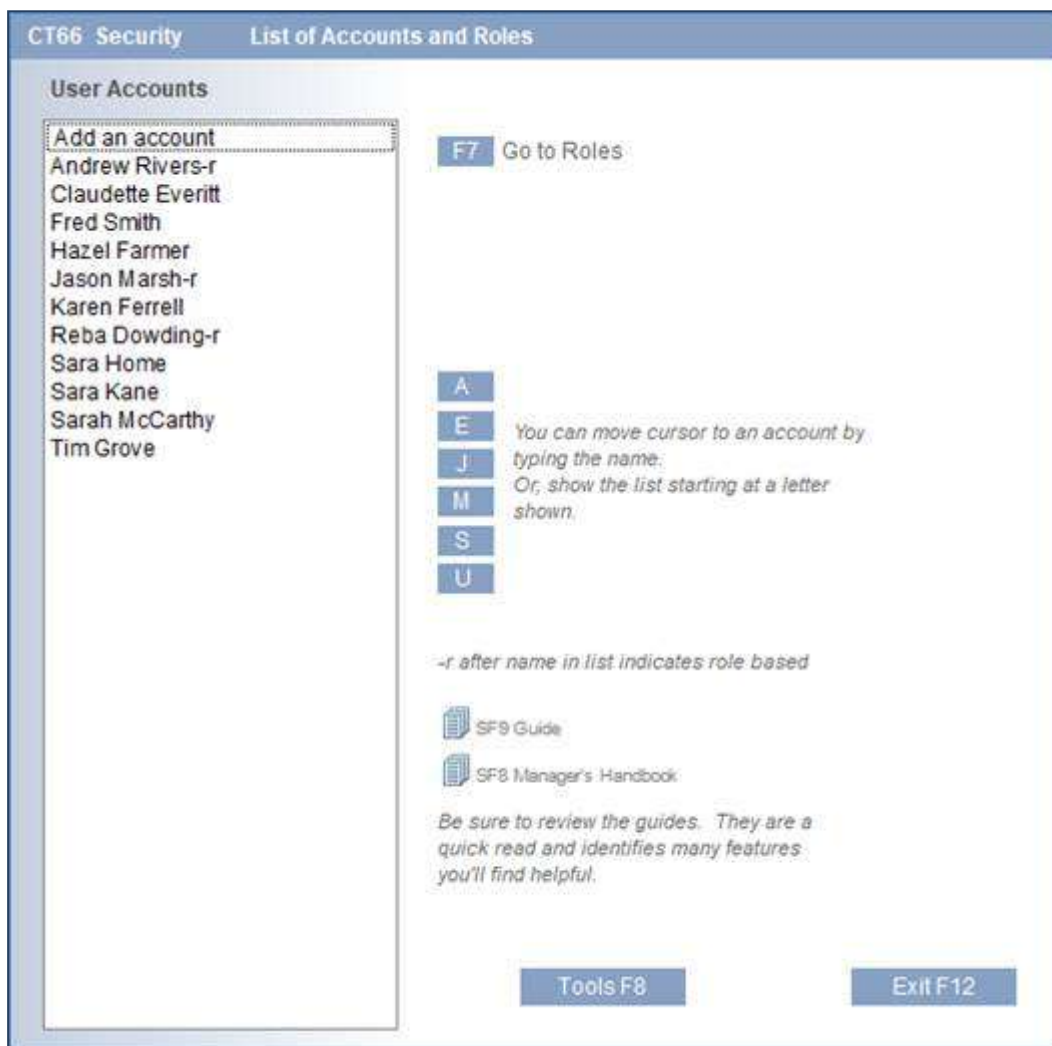 CT66 Security List of Accounts and Roles
User Accounts
Add an account
Andrew Rivers-r
Claudette Everitt
Fred Smith
Hazel Farmer
Jason Marsh-r
Karen Ferrell
Reba Dowding-r
Sara Home
Sara Kane
Sarah McCarthy
Tim Grove
F7 Go to Roles
A
E
J
M
S
U
You can move cursor to an account by
typing the name.
Or, show the list starting at a letter
shown.
-r after name in list indicates role based
SF9 Guide
SF8 Manager's Handbook
Be sure to review the guides. They are a
quick read and identifies many features
you'll find helpful.
Tools F8
Exit F12